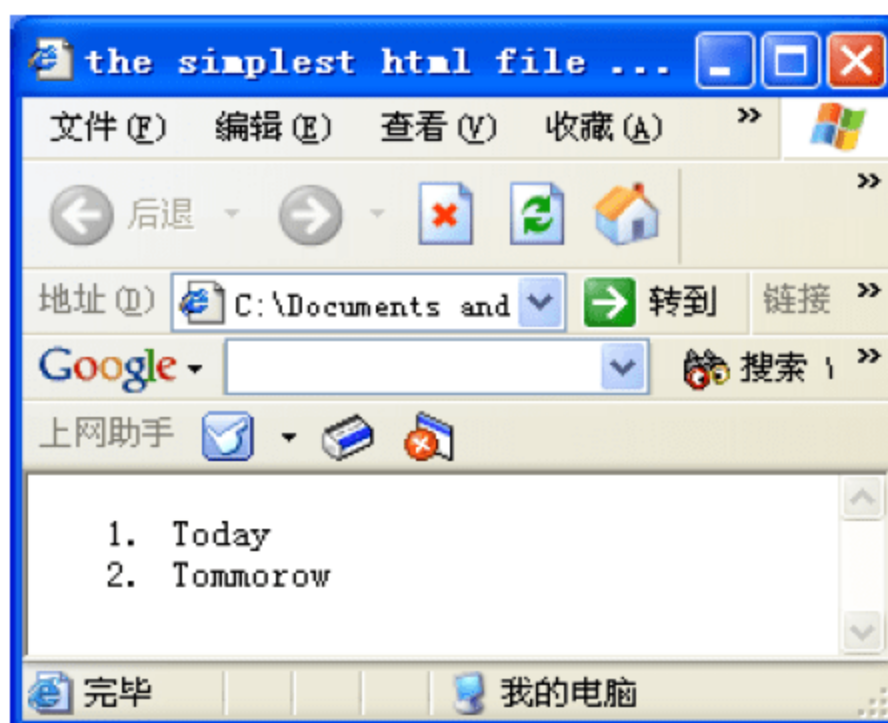 the simplest html file ...
文件(F) 编辑(E) 查看(V) 收藏(A) »
后退 »
地址(D) C:\Documents and 转到 链接 »
Google 搜索 »
上网助手
1. Today
2. Tommorow
完毕 我的电脑